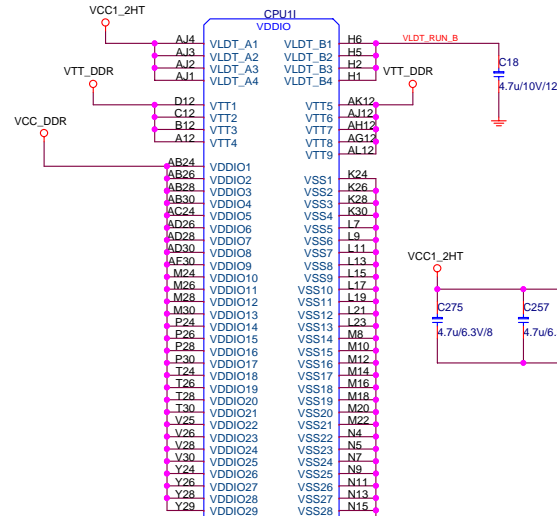 CPU1I
VDDIO
VCC1_2HT
AJ4 VLDT_A1 VLDT_B1 H6 VLDT_RUN_B
AJ3 VLDT_A2 VLDT_B2 H5
AJ2 VLDT_A3 VLDT_B3 H2
AJ1 VLDT_A4 VLDT_B4 H1
C18
4.7u/10V/12
VTT_DDR VTT_DDR
D12 VTT1 VTT5 AK12
C12 VTT2 VTT6 AJ12
B12 VTT3 VTT7 AH12
A12 VTT4 VTT8 AG12
VTT9 AL12
VCC_DDR
AB24 VDDIO1
AB26 VDDIO2 VSS1 K24
AB28 VDDIO3 VSS2 K26
AB30 VDDIO4 VSS3 K28
AC24 VDDIO5 VSS4 K30
AD26 VDDIO6 VSS5 L7
AD28 VDDIO7 VSS6 L9
AD30 VDDIO8 VSS7 L11
AF30 VDDIO9 VSS8 L13
M24 VDDIO10 VSS9 L15
M26 VDDIO11 VSS10 L17
M28 VDDIO12 VSS11 L19
M30 VDDIO13 VSS12 L21
P24 VDDIO14 VSS13 L23
P26 VDDIO15 VSS14 M8
P28 VDDIO16 VSS15 M10
P30 VDDIO17 VSS16 M12
T24 VDDIO18 VSS17 M14
T26 VDDIO19 VSS18 M16
T28 VDDIO20 VSS19 M18
T30 VDDIO21 VSS20 M20
V25 VDDIO22 VSS21 M22
V26 VDDIO23 VSS22 N4
V28 VDDIO24 VSS23 N5
V30 VDDIO25 VSS24 N7
Y24 VDDIO26 VSS25 N9
Y26 VDDIO27 VSS26 N11
Y28 VDDIO28 VSS27 N13
Y29 VDDIO29 VSS28 N15
VCC1_2HT
C275 C257
4.7u/6.3V/8 4.7u/6.